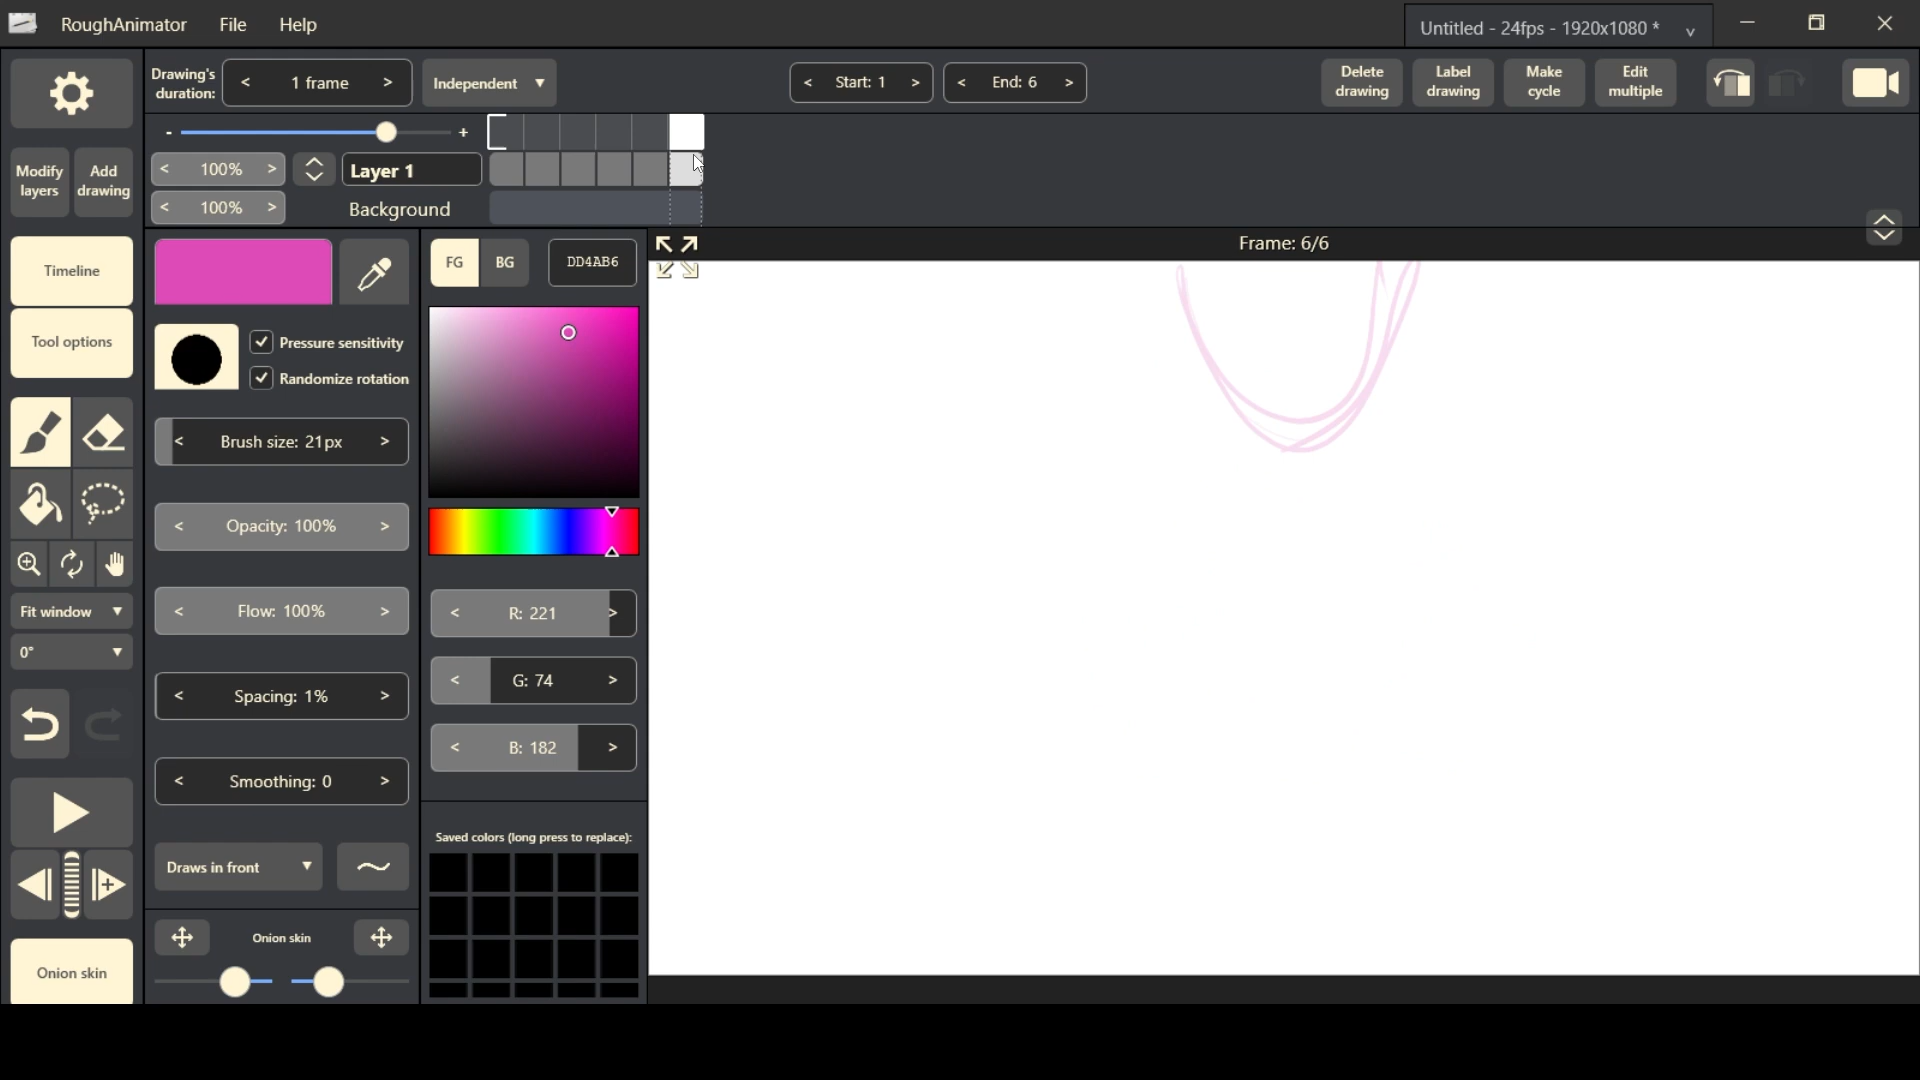 RoughAnimator File Help Untitled - 24fps - 1920x1080 * v
Drawing's duration: < 1 frame > Independent ▼ < Start: 1 > < End: 6 > Delete drawing Label drawing Make cycle Edit multiple
- +
Modify layers Add drawing < 100% > Layer 1
< 100% > Background
Timeline FG BG DD4AB6 Frame: 6/6
Tool options Pressure sensitivity
Randomize rotation
< Brush size: 21px >
< Opacity: 100% >
Fit window ▼ < Flow: 100% > < R: 221 >
0° ▼
< Spacing: 1% > < G: 74 >
< B: 182 >
< Smoothing: 0 >
Saved colors (long press to replace):
Draws in front ▼
Onion skin
Onion skin